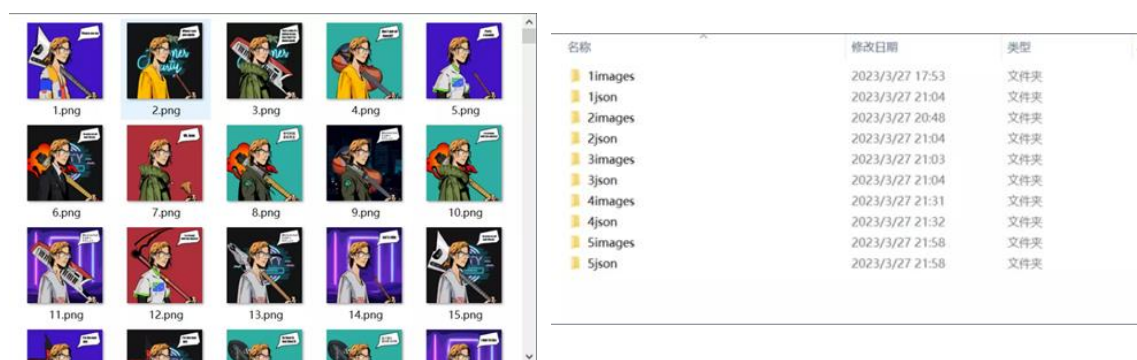 1.png 2.png 3.png 4.png 5.png
6.png 7.png 8.png 9.png 10.png
11.png 12.png 13.png 14.png 15.png
名称 修改日期 类型
1images 2023/3/27 17:53 文件夹
1json 2023/3/27 21:04 文件夹
2images 2023/3/27 20:48 文件夹
2json 2023/3/27 21:04 文件夹
3images 2023/3/27 21:03 文件夹
3json 2023/3/27 21:04 文件夹
4images 2023/3/27 21:31 文件夹
4json 2023/3/27 21:32 文件夹
5images 2023/3/27 21:58 文件夹
5json 2023/3/27 21:58 文件夹